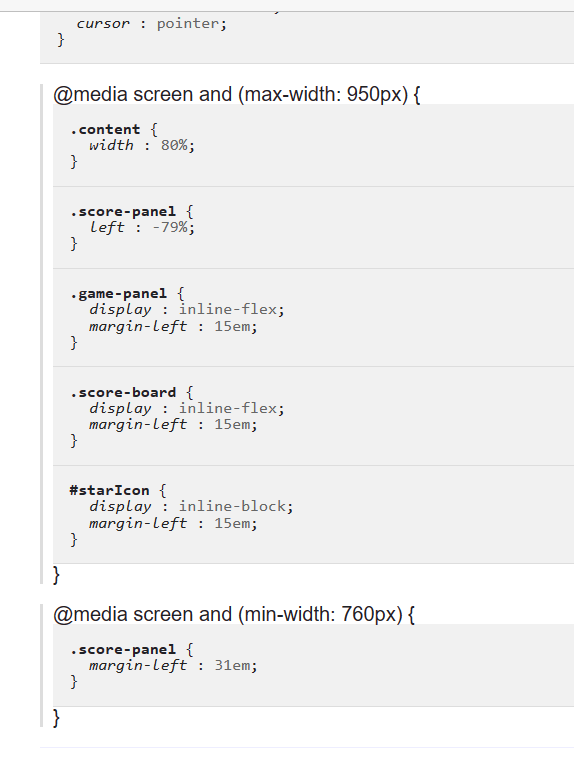 cursor : pointer;
}
@media screen and (max-width: 950px) {
.content {
width : 80%;
}
.score-panel {
left : -79%;
}
.game-panel {
display : inline-flex;
margin-left : 15em;
}
.score-board {
display : inline-flex;
margin-left : 15em;
}
#starIcon {
display : inline-block;
margin-left : 15em;
}
}
@media screen and (min-width: 760px) {
.score-panel {
margin-left : 31em;
}
}